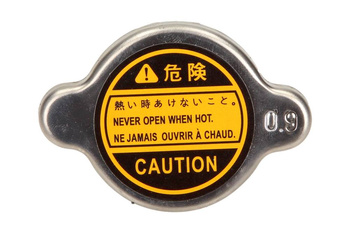 危険
熱い時あけないこと。
NEVER OPEN WHEN HOT.
NE JAMAIS OUVRIR À CHAUD.
CAUTION
0.9